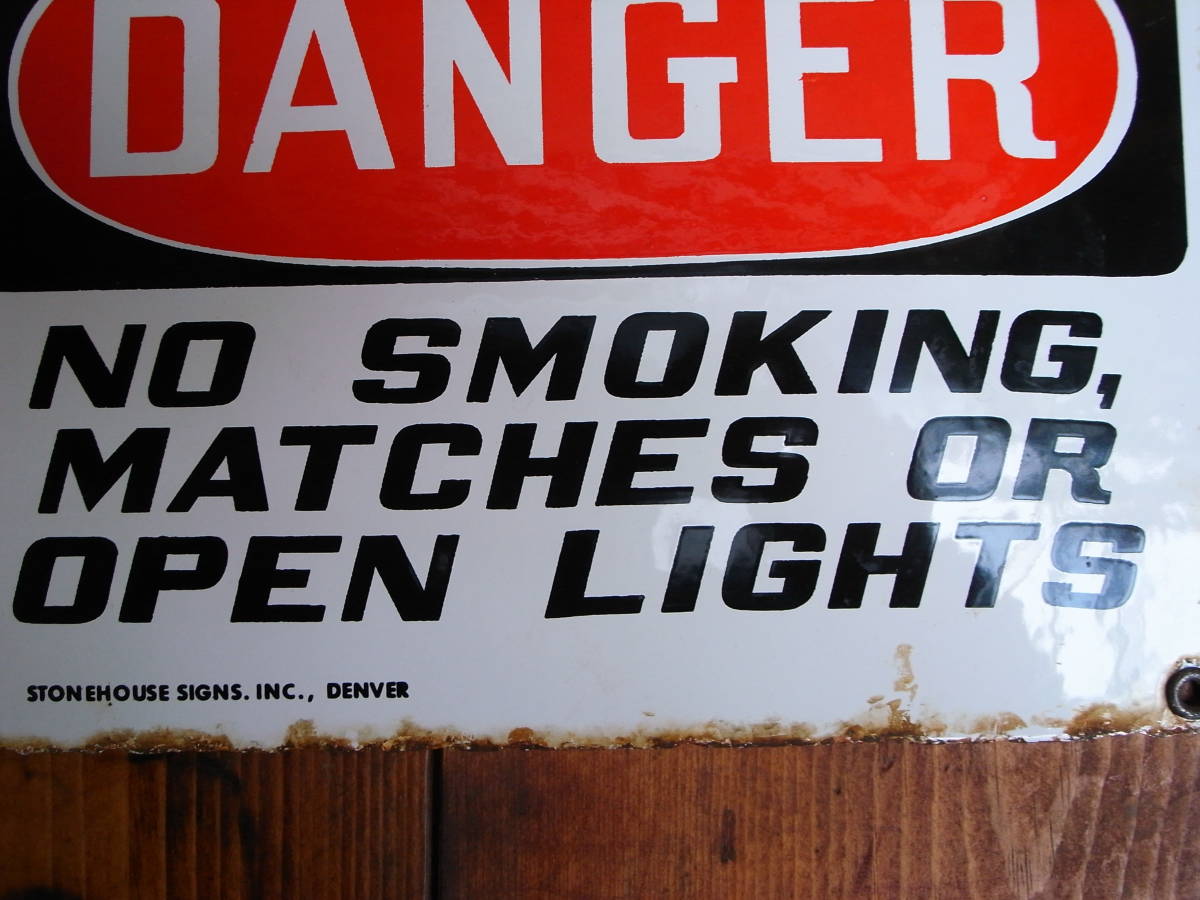 DANGER
NO SMOKING,
MATCHES OR
OPEN LIGHTS
STONEHOUSE SIGNS. INC., DENVER